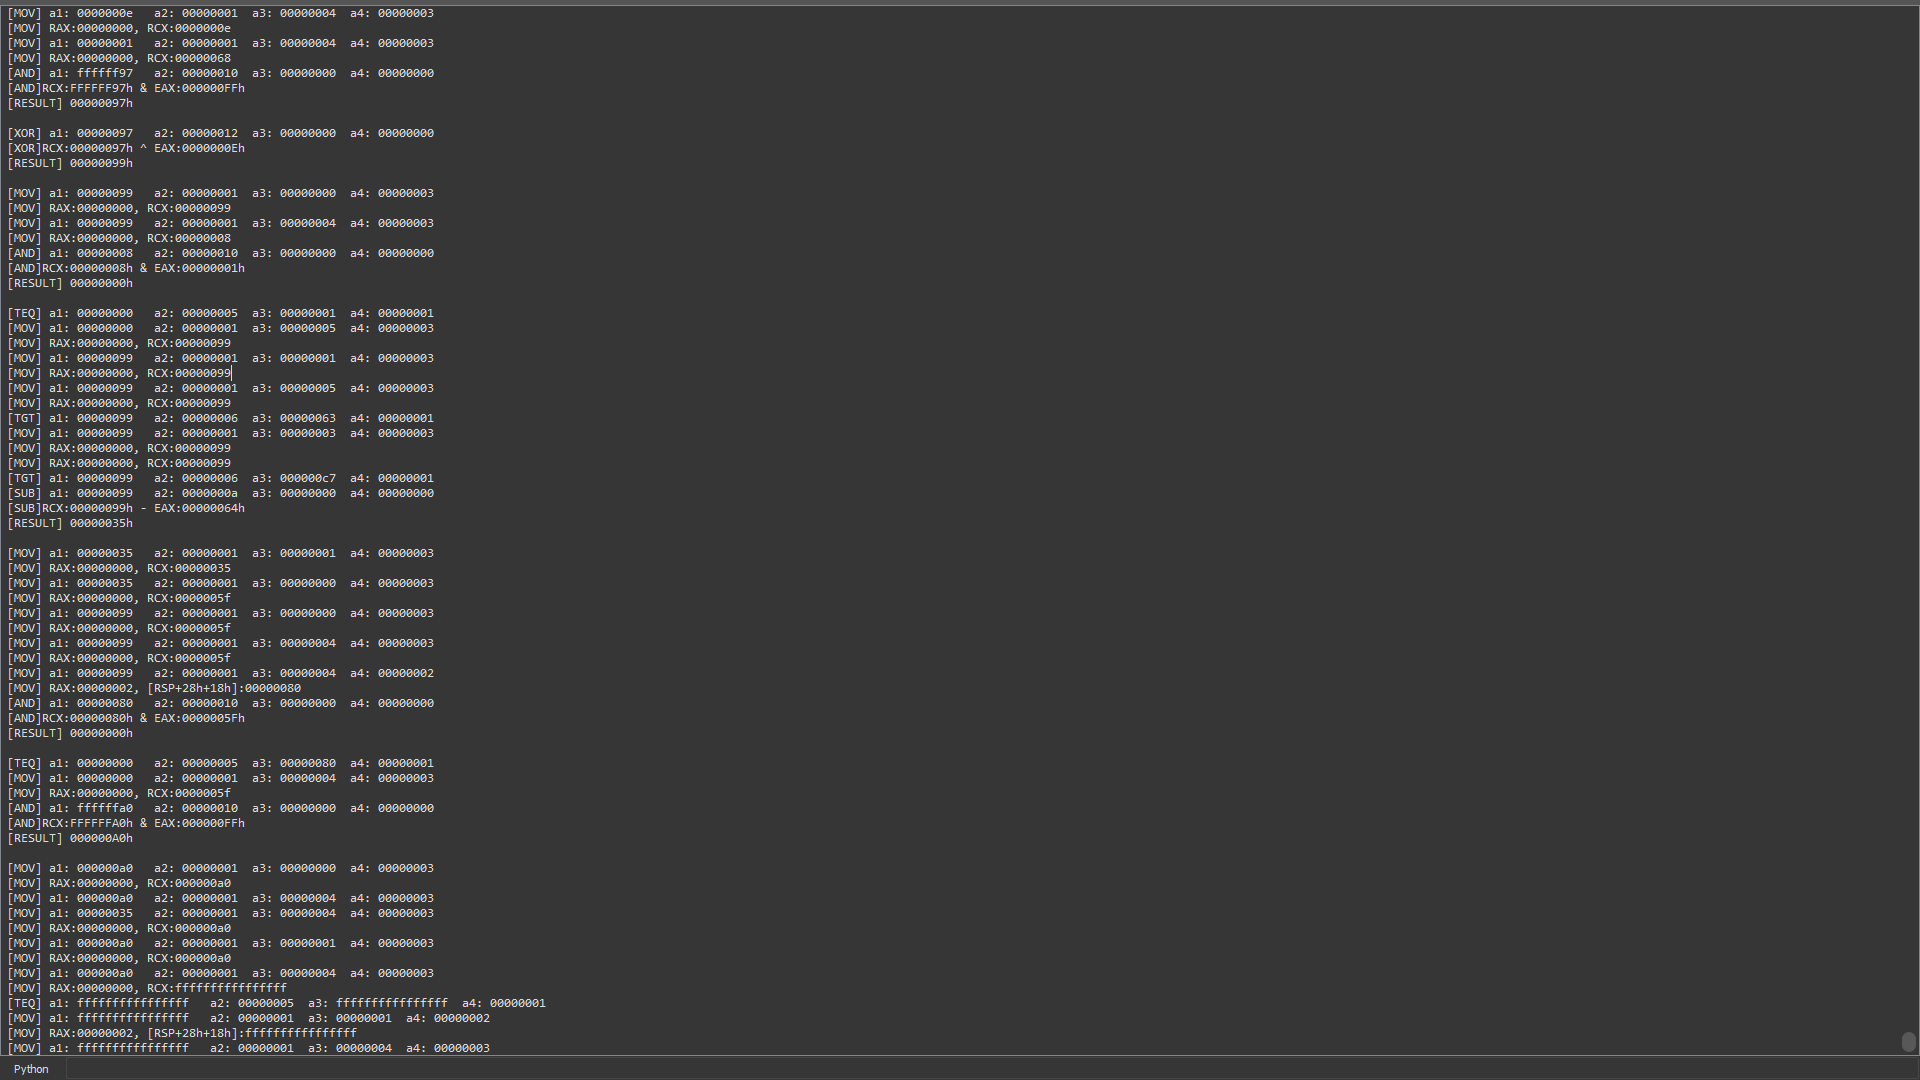 [MOV] a1: 0000000e   a2: 00000001  a3: 00000004  a4: 00000003
[MOV] RAX:00000000, RCX:0000000e
[MOV] a1: 00000001   a2: 00000001  a3: 00000004  a4: 00000003
[MOV] RAX:00000000, RCX:00000068
[AND] a1: ffffff97   a2: 00000010  a3: 00000000  a4: 00000000
[AND]RCX:FFFFFF97h & EAX:000000FFh
[RESULT] 00000097h

[XOR] a1: 00000097   a2: 00000012  a3: 00000000  a4: 00000000
[XOR]RCX:00000097h ^ EAX:0000000Eh
[RESULT] 00000099h

[MOV] a1: 00000099   a2: 00000001  a3: 00000000  a4: 00000003
[MOV] RAX:00000000, RCX:00000099
[MOV] a1: 00000099   a2: 00000001  a3: 00000004  a4: 00000003
[MOV] RAX:00000000, RCX:00000008
[AND] a1: 00000008   a2: 00000010  a3: 00000000  a4: 00000000
[AND]RCX:00000008h & EAX:00000001h
[RESULT] 00000000h

[TEQ] a1: 00000000   a2: 00000005  a3: 00000001  a4: 00000001
[MOV] a1: 00000000   a2: 00000001  a3: 00000005  a4: 00000003
[MOV] RAX:00000000, RCX:00000099
[MOV] a1: 00000099   a2: 00000001  a3: 00000001  a4: 00000003
[MOV] RAX:00000000, RCX:00000099
[MOV] a1: 00000099   a2: 00000001  a3: 00000005  a4: 00000003
[MOV] RAX:00000000, RCX:00000099
[TGT] a1: 00000099   a2: 00000006  a3: 00000063  a4: 00000001
[MOV] a1: 00000099   a2: 00000001  a3: 00000003  a4: 00000003
[MOV] RAX:00000000, RCX:00000099
[MOV] RAX:00000000, RCX:00000099
[TGT] a1: 00000099   a2: 00000006  a3: 000000c7  a4: 00000001
[SUB] a1: 00000099   a2: 0000000a  a3: 00000000  a4: 00000000
[SUB]RCX:00000099h - EAX:00000064h
[RESULT] 00000035h

[MOV] a1: 00000035   a2: 00000001  a3: 00000001  a4: 00000003
[MOV] RAX:00000000, RCX:00000035
[MOV] a1: 00000035   a2: 00000001  a3: 00000000  a4: 00000003
[MOV] RAX:00000000, RCX:0000005f
[MOV] a1: 00000099   a2: 00000001  a3: 00000000  a4: 00000003
[MOV] RAX:00000000, RCX:0000005f
[MOV] a1: 00000099   a2: 00000001  a3: 00000004  a4: 00000003
[MOV] RAX:00000000, RCX:0000005f
[MOV] a1: 00000099   a2: 00000001  a3: 00000004  a4: 00000002
[MOV] RAX:00000002, [RSP+28h+18h]:00000080
[AND] a1: 00000080   a2: 00000010  a3: 00000000  a4: 00000000
[AND]RCX:00000080h & EAX:0000005Fh
[RESULT] 00000000h

[TEQ] a1: 00000000   a2: 00000005  a3: 00000080  a4: 00000001
[MOV] a1: 00000000   a2: 00000001  a3: 00000004  a4: 00000003
[MOV] RAX:00000000, RCX:0000005f
[AND] a1: ffffffa0   a2: 00000010  a3: 00000000  a4: 00000000
[AND]RCX:FFFFFFA0h & EAX:000000FFh
[RESULT] 000000A0h

[MOV] a1: 000000a0   a2: 00000001  a3: 00000000  a4: 00000003
[MOV] RAX:00000000, RCX:000000a0
[MOV] a1: 000000a0   a2: 00000001  a3: 00000004  a4: 00000003
[MOV] a1: 00000035   a2: 00000001  a3: 00000004  a4: 00000003
[MOV] RAX:00000000, RCX:000000a0
[MOV] a1: 000000a0   a2: 00000001  a3: 00000001  a4: 00000003
[MOV] RAX:00000000, RCX:000000a0
[MOV] a1: 000000a0   a2: 00000001  a3: 00000004  a4: 00000003
[MOV] RAX:00000000, RCX:ffffffffffffffff
[TEQ] a1: ffffffffffffffff   a2: 00000005  a3: ffffffffffffffff  a4: 00000001
[MOV] a1: ffffffffffffffff   a2: 00000001  a3: 00000001  a4: 00000002
[MOV] RAX:00000002, [RSP+28h+18h]:ffffffffffffffff
[MOV] a1: ffffffffffffffff   a2: 00000001  a3: 00000004  a4: 00000003
Python